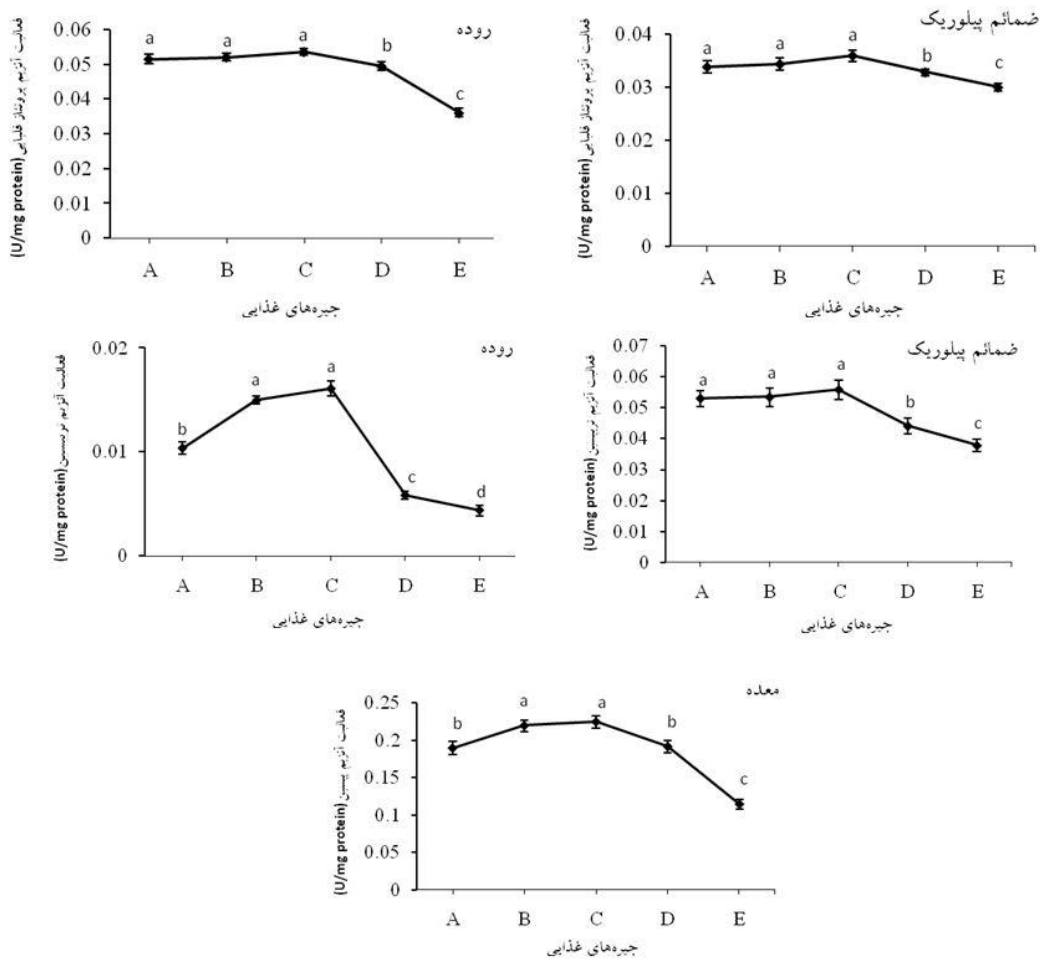 روده
فعالیت آنزیم پروتئاز قلیایی (U/mg protein)
0.06
0.05
0.04
0.03
0.02
0.01
0
a
a
a
b
c
A B C D E
جیره‌های غذایی
ضمائم پیلوریک
فعالیت آنزیم پروتئاز قلیایی (U/mg protein)
0.04
0.03
0.02
0.01
0
a
a
a
b
c
A B C D E
جیره‌های غذایی
روده
فعالیت آنزیم تریپسین (U/mg protein)
0.02
0.01
0
b
a
a
c
d
A B C D E
جیره‌های غذایی
ضمائم پیلوریک
فعالیت آنزیم تریپسین (U/mg protein)
0.07
0.06
0.05
0.04
0.03
0.02
0.01
0
a
a
a
b
c
A B C D E
جیره‌های غذایی
معده
فعالیت آنزیم پپسین (U/mg protein)
0.25
0.2
0.15
0.1
0.05
0
b
a
a
b
c
A B C D E
جیره‌های غذایی